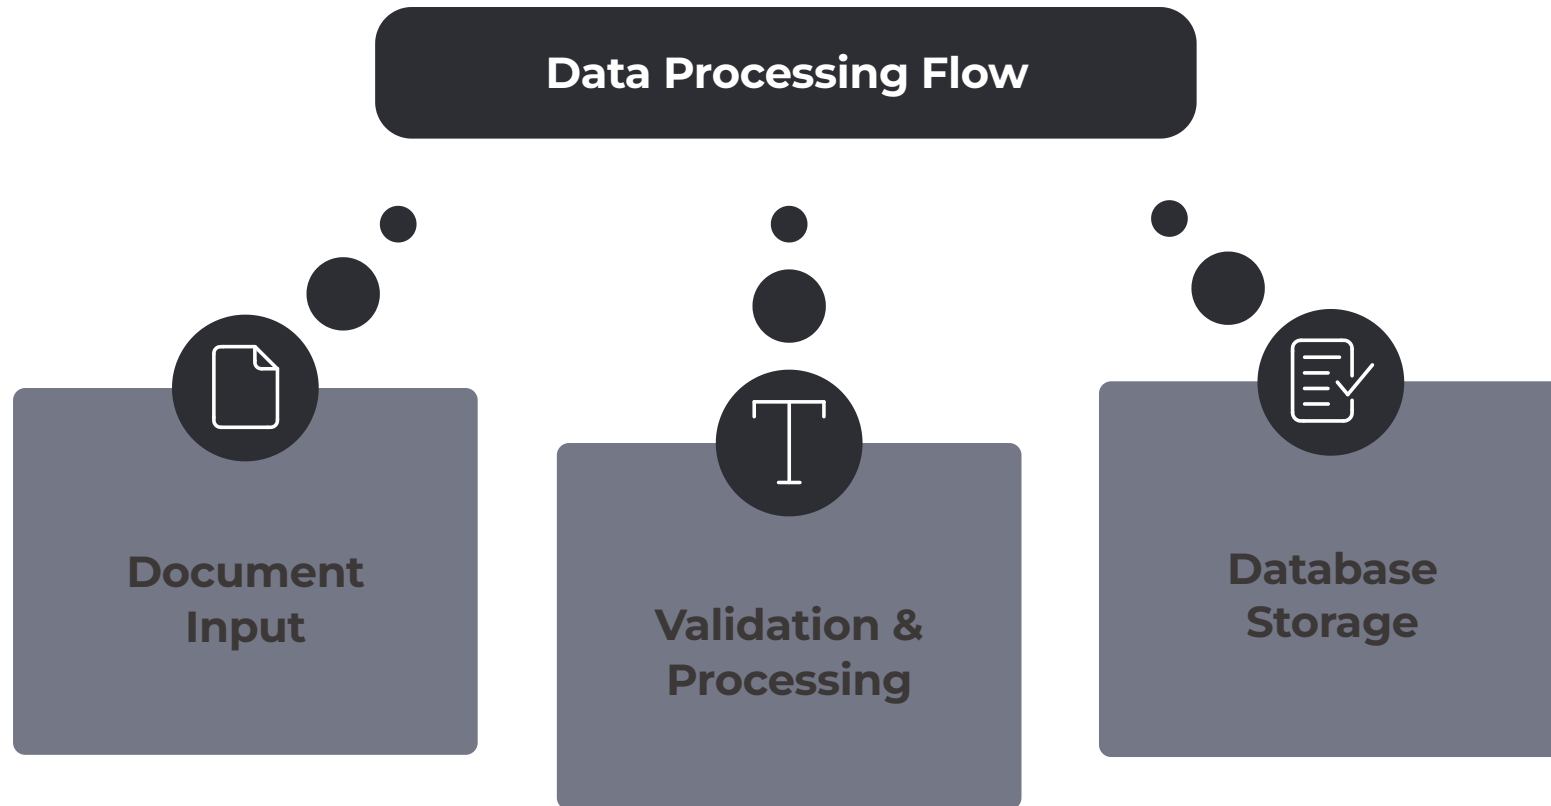 Data Processing Flow
Document
Input
Validation &
Processing
Database
Storage